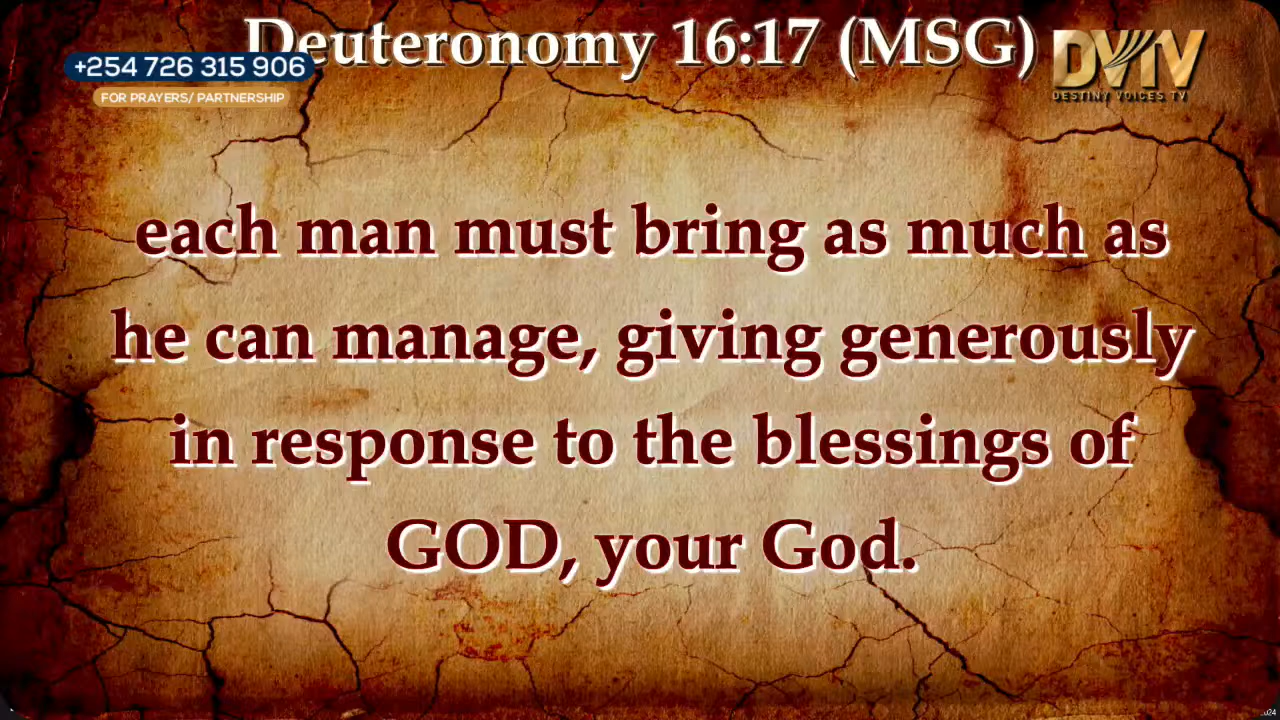 Deuteronomy 16:17 (MSG)
+254 726 315 906
FOR PRAYERS/ PARTNERSHIP
DVTV
DESTINY VOICES TV
each man must bring as much as
he can manage, giving generously
in response to the blessings of
GOD, your God.